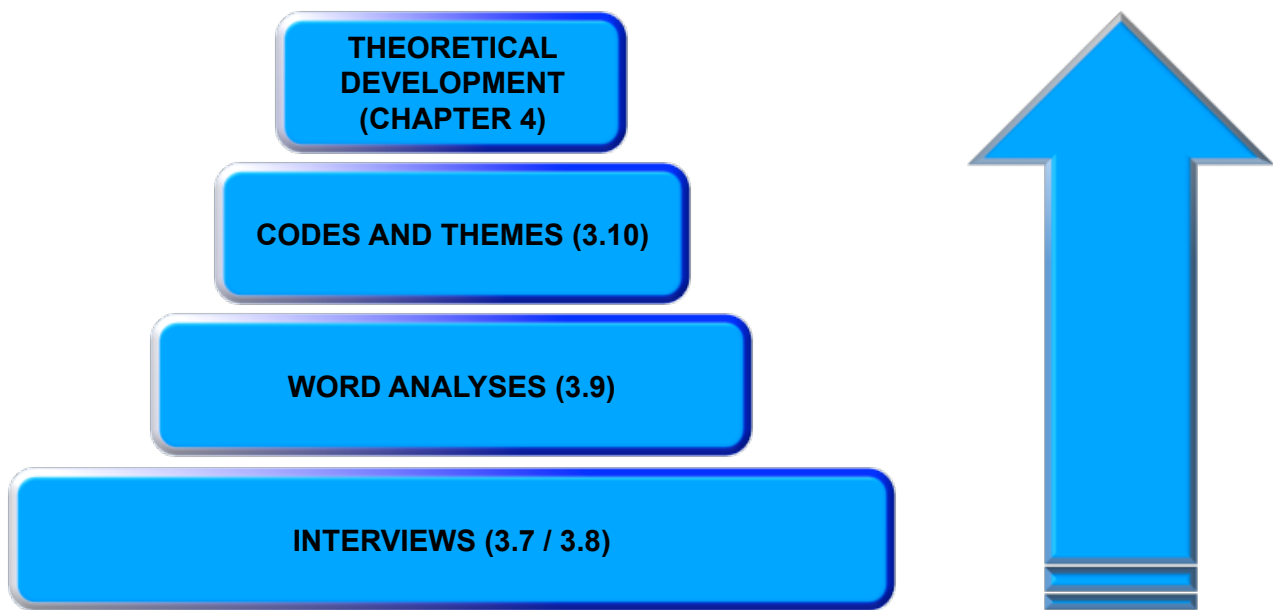 THEORETICAL
DEVELOPMENT
(CHAPTER 4)
CODES AND THEMES (3.10)
WORD ANALYSES (3.9)
INTERVIEWS (3.7 / 3.8)